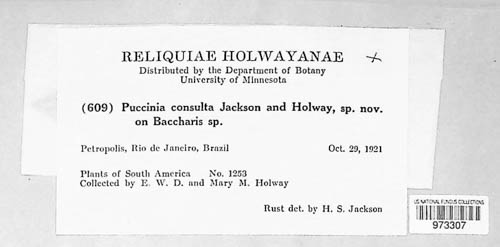 RELIQUIAE HOLWAYANAE
Distributed by the Department of Botany
University of Minnesota
(609) Puccinia consulta Jackson and Holway, sp. nov.
on Baccharis sp.
Petropolis, Rio de Janeiro, Brazil Oct. 29, 1921
Plants of South America No. 1253
Collected by E. W. D. and Mary M. Holway
Rust det. by H. S. Jackson
US NATIONAL FUNGUS COLLECTIONS
973307